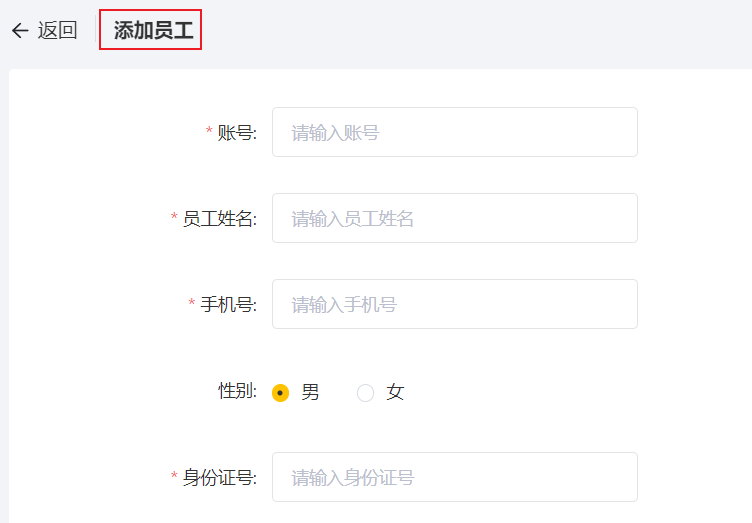 返回 添加员工
* 账号: 请输入账号
* 员工姓名: 请输入员工姓名
* 手机号: 请输入手机号
性别: 男 女
* 身份证号: 请输入身份证号